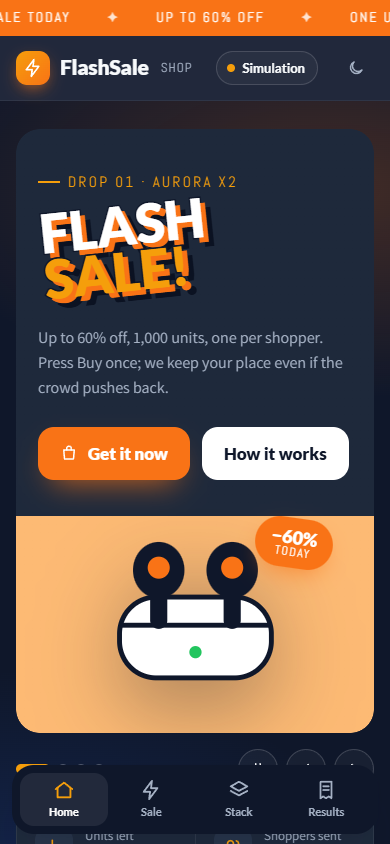 ALE TODAY ✦ UP TO 60% OFF ✦ ONE U
FlashSale SHOP Simulation
DROP 01 · AURORA X2
FLASH
SALE!
Up to 60% off, 1,000 units, one per shopper.
Press Buy once; we keep your place even if the
crowd pushes back.
Get it now How it works
−60%
TODAY
Home Sale Stack Results
Units left Shoppers sent